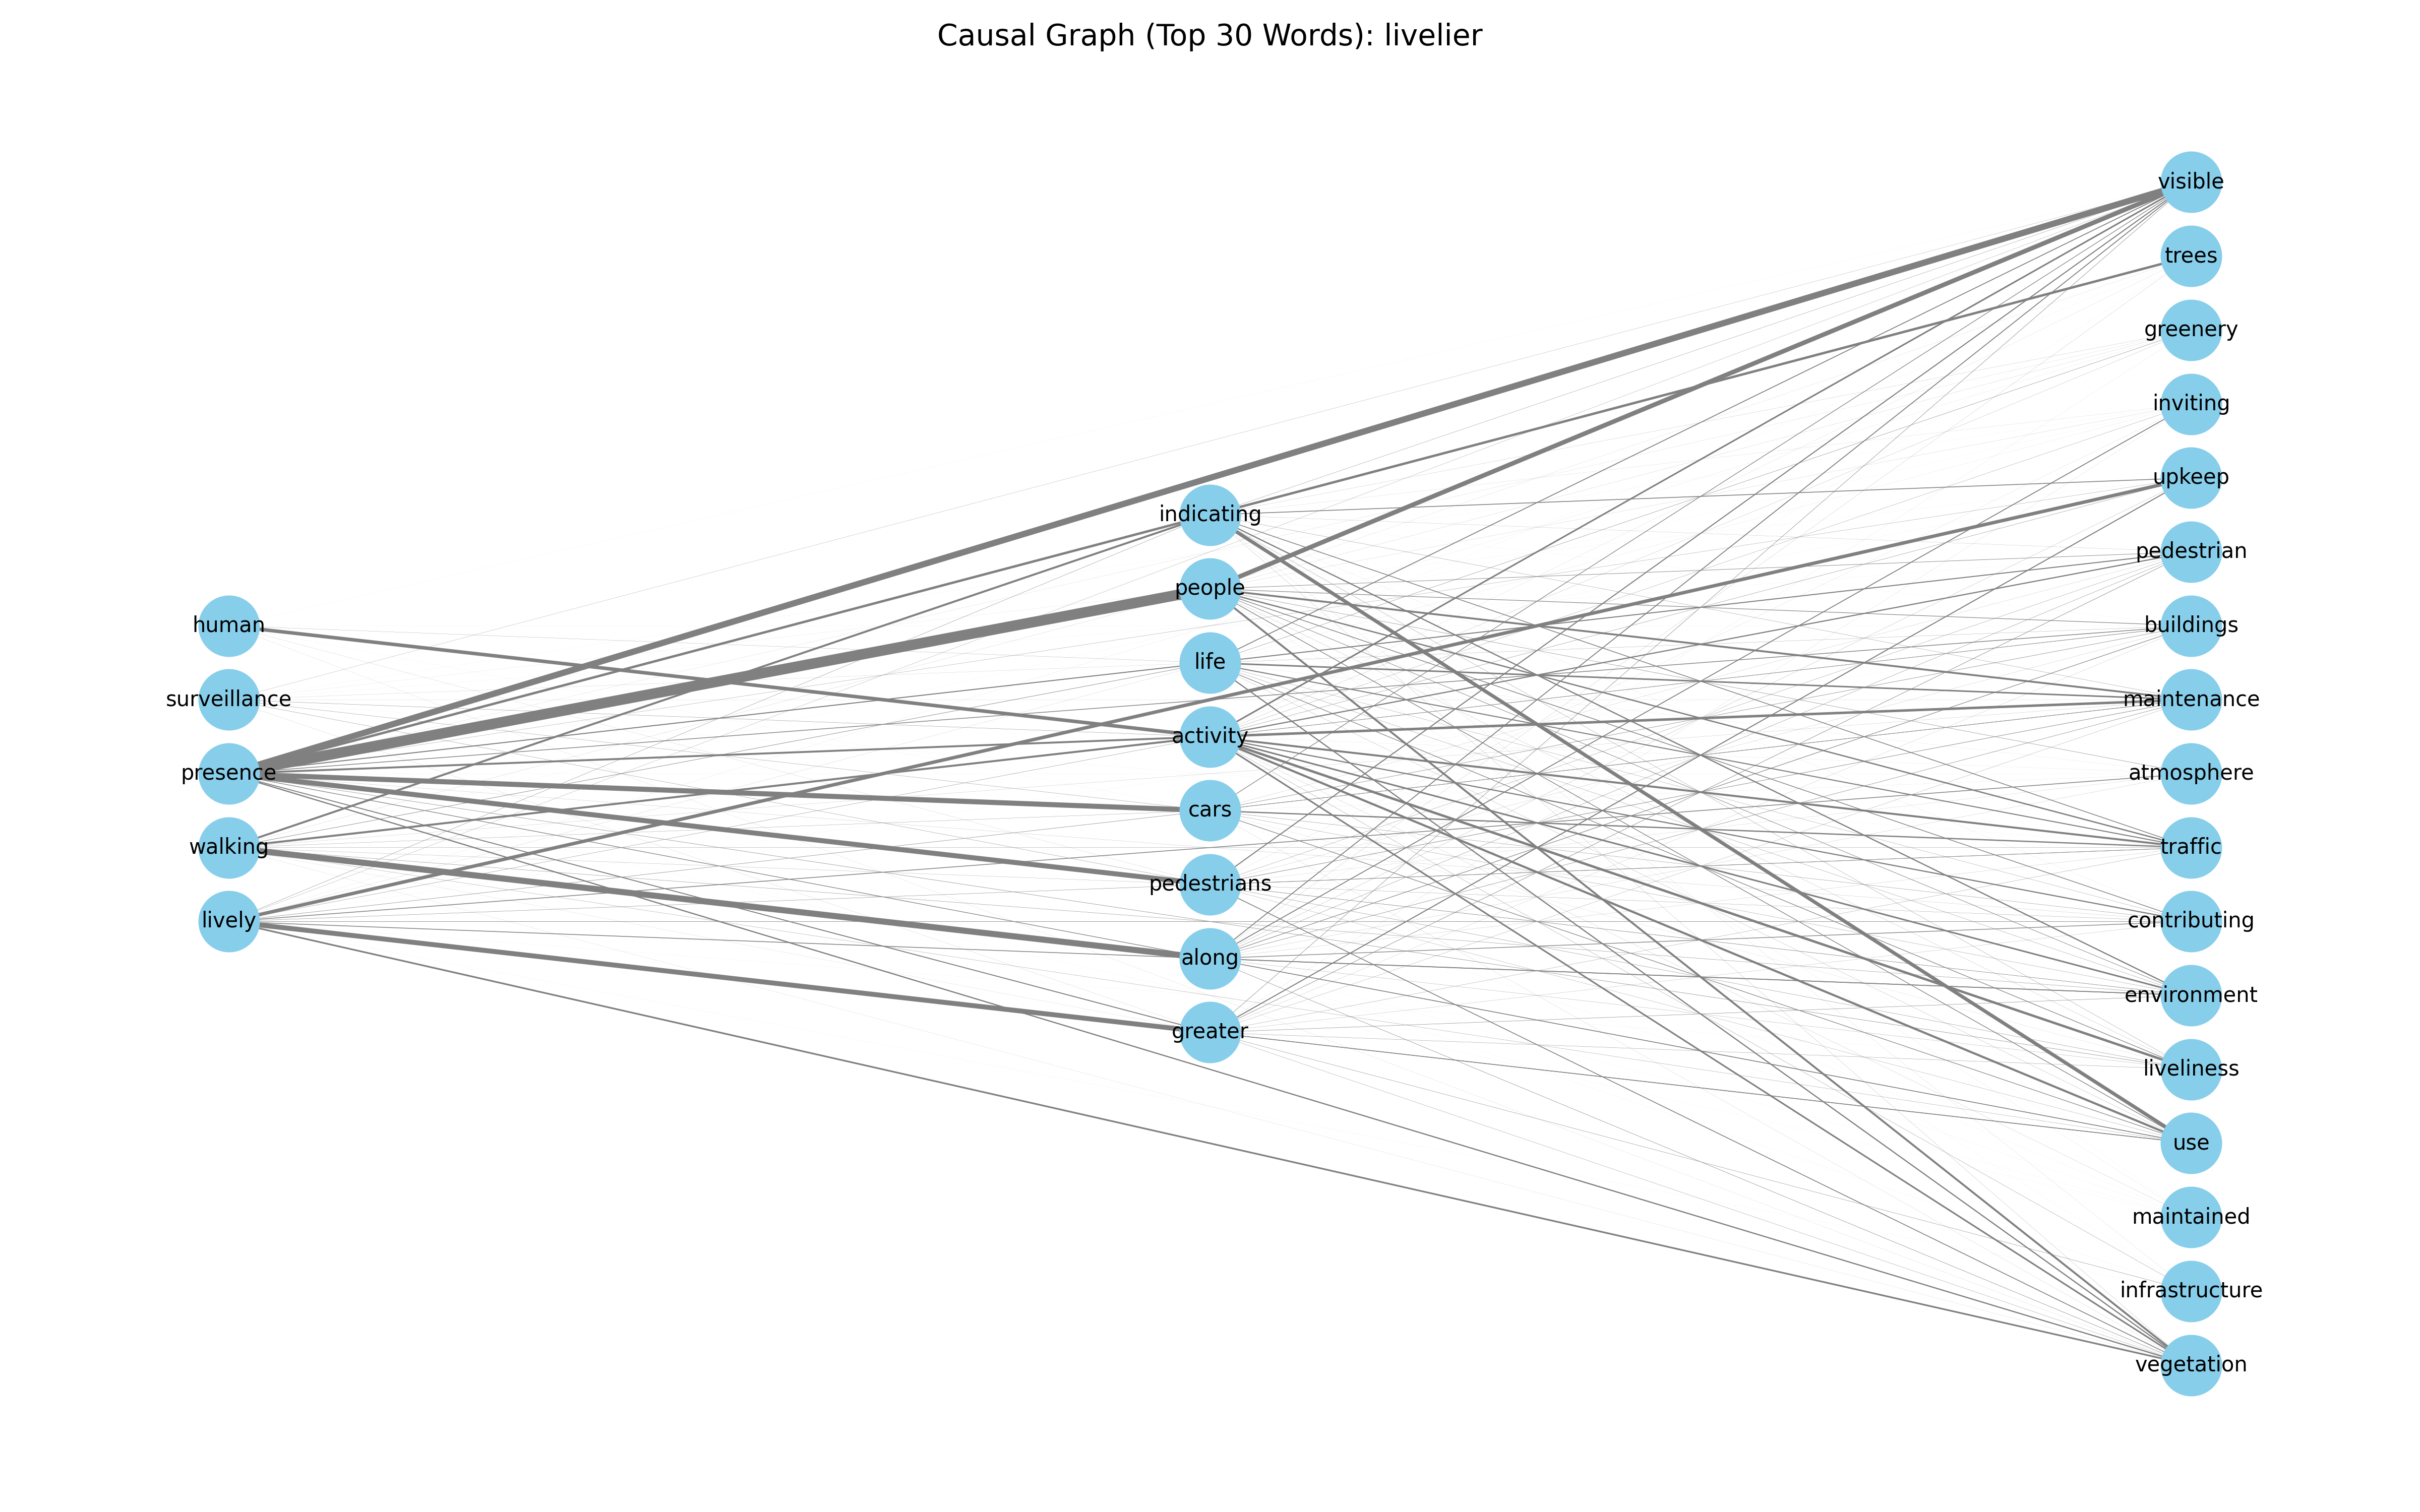 Causal Graph (Top 30 Words): livelier
human
surveillance
presence
walking
lively
indicating
people
life
activity
cars
pedestrians
along
greater
visible
trees
greenery
inviting
upkeep
pedestrian
buildings
maintenance
atmosphere
traffic
contributing
environment
liveliness
use
maintained
infrastructure
vegetation